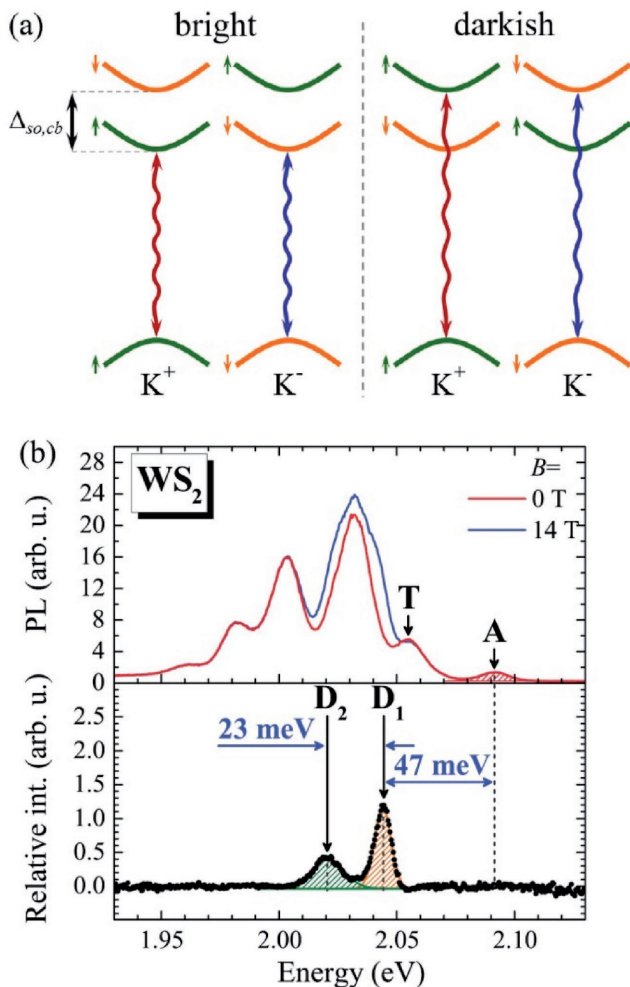 (a) bright darkish
Δso,cb
K⁺ K⁻ K⁺ K⁻
(b)
WS₂
B=
0 T
14 T
PL (arb. u.)
28
24
20
16
12
8
4
0
T
A
Relative int. (arb. u.)
2.5
2.0
1.5
1.0
0.5
0.0
D₂ D₁
23 meV
47 meV
1.95 2.00 2.05 2.10
Energy (eV)